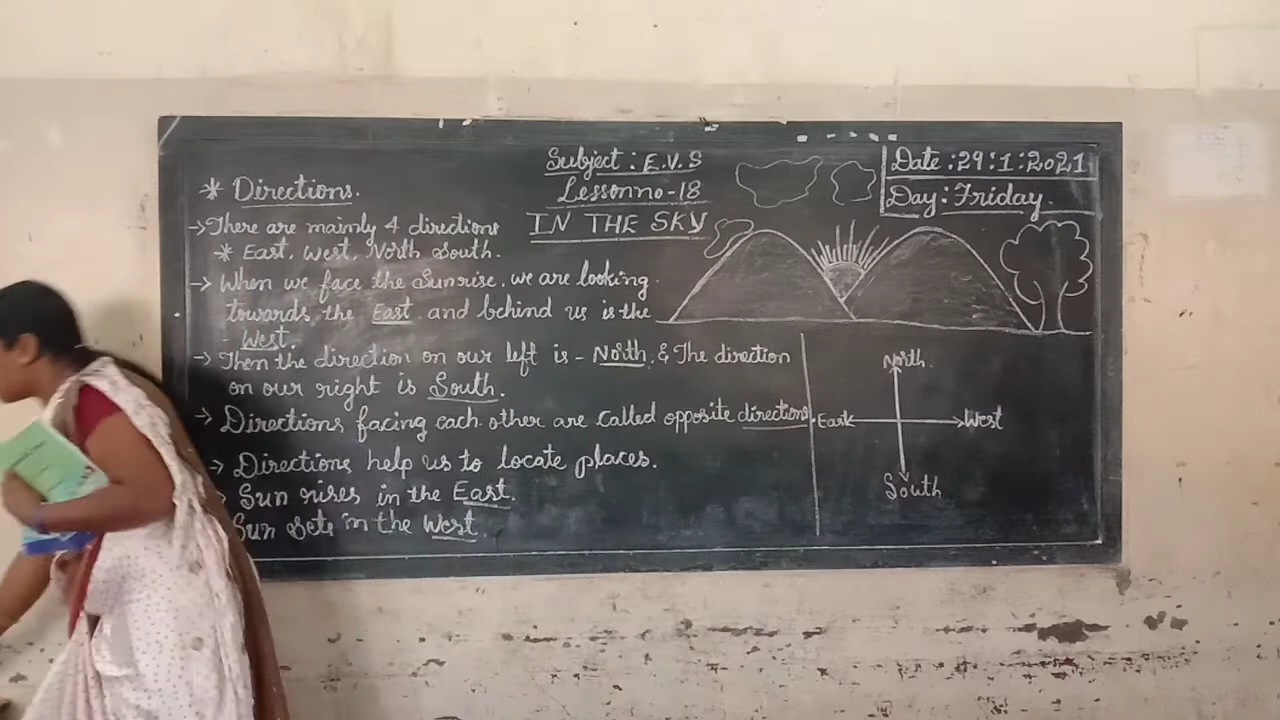 Subject : E.V.S
Lesson no - 18
IN THE SKY
Date : 29 : 1 : 2021
Day : Friday.
* Directions.
→ There are mainly 4 directions
* East, West, North South.
→ When we face the Sunrise, we are looking
towards the East and behind us is the
- West.
→ Then the direction on our left is - North, & The direction
on our right is South.
→ Directions facing each other are called opposite directions
→ Directions help us to locate places.
→ Sun rises in the East.
Sun sets in the West.
North
East
West
South